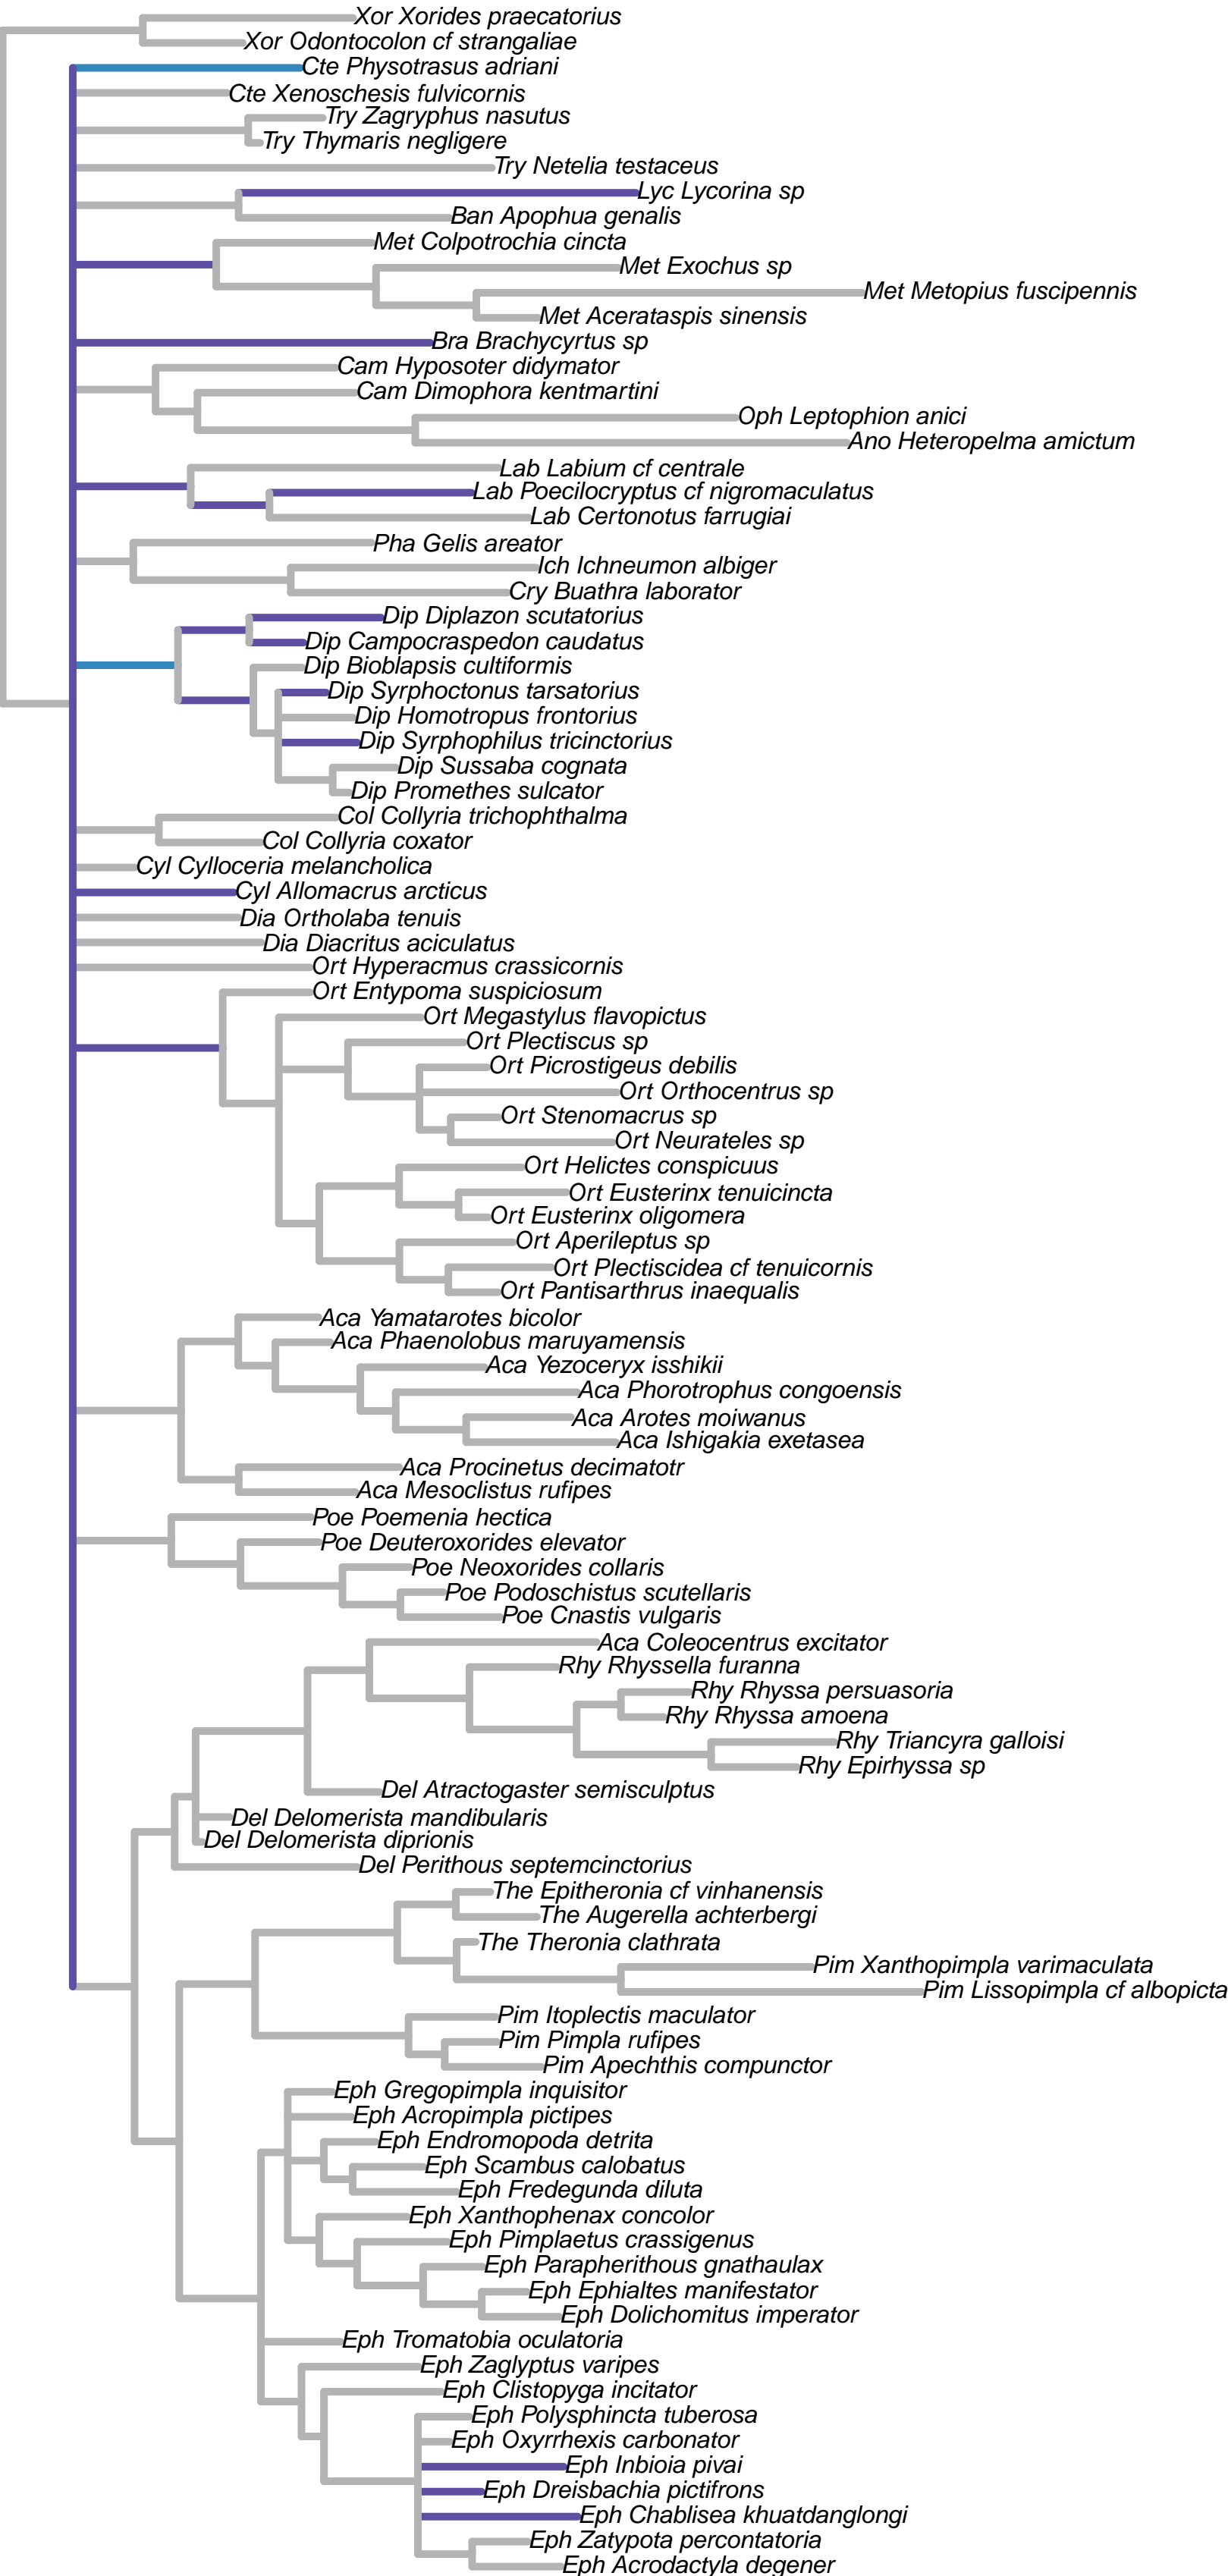 Xor Xorides praecatorius
Xor Odontocolon cf strangaliae
Cte Physotrasus adriani
Cte Xenoschesis fulvicornis
Try Zagryphus nasutus
Try Thymaris negligere
Try Netelia testaceus
Lyc Lycorina sp
Ban Apophua genalis
Met Colpotrochia cincta
Met Exochus sp
Met Metopius fuscipennis
Met Acerataspis sinensis
Bra Brachycyrtus sp
Cam Hyposoter didymator
Cam Dimophora kentmartini
Oph Leptophion anici
Ano Heteropelma amictum
Lab Labium cf centrale
Lab Poecilocryptus cf nigromaculatus
Lab Certonotus farrugiai
Pha Gelis areator
Ich Ichneumon albiger
Cry Buathra laborator
Dip Diplazon scutatorius
Dip Campocraspedon caudatus
Dip Bioblapsis cultiformis
Dip Syrphoctonus tarsatorius
Dip Homotropus frontorius
Dip Syrphophilus tricinctorius
Dip Sussaba cognata
Dip Promethes sulcator
Col Collyria trichophthalma
Col Collyria coxator
Cyl Cylloceria melancholica
Cyl Allomacrus arcticus
Dia Ortholaba tenuis
Dia Diacritus aciculatus
Ort Hyperacmus crassicornis
Ort Entypoma suspiciosum
Ort Megastylus flavopictus
Ort Plectiscus sp
Ort Picrostigeus debilis
Ort Orthocentrus sp
Ort Stenomacrus sp
Ort Neurateles sp
Ort Helictes conspicuus
Ort Eusterinx tenuicincta
Ort Eusterinx oligomera
Ort Aperileptus sp
Ort Plectiscidea cf tenuicornis
Ort Pantisarthrus inaequalis
Aca Yamatarotes bicolor
Aca Phaenolobus maruyamensis
Aca Yezoceryx isshikii
Aca Phorotrophus congoensis
Aca Arotes moiwanus
Aca Ishigakia exetasea
Aca Procinetus decimatotr
Aca Mesoclistus rufipes
Poe Poemenia hectica
Poe Deuteroxorides elevator
Poe Neoxorides collaris
Poe Podoschistus scutellaris
Poe Cnastis vulgaris
Aca Coleocentrus excitator
Rhy Rhyssella furanna
Rhy Rhyssa persuasoria
Rhy Rhyssa amoena
Rhy Triancyra galloisi
Rhy Epirhyssa sp
Del Atractogaster semisculptus
Del Delomerista mandibularis
Del Delomerista diprionis
Del Perithous septemcinctorius
The Epitheronia cf vinhanensis
The Augerella achterbergi
The Theronia clathrata
Pim Xanthopimpla varimaculata
Pim Lissopimpla cf albopicta
Pim Itoplectis maculator
Pim Pimpla rufipes
Pim Apechthis compunctor
Eph Gregopimpla inquisitor
Eph Acropimpla pictipes
Eph Endromopoda detrita
Eph Scambus calobatus
Eph Fredegunda diluta
Eph Xanthophenax concolor
Eph Pimplaetus crassigenus
Eph Parapherithous gnathaulax
Eph Ephialtes manifestator
Eph Dolichomitus imperator
Eph Tromatobia oculatoria
Eph Zaglyptus varipes
Eph Clistopyga incitator
Eph Polysphincta tuberosa
Eph Oxyrrhexis carbonator
Eph Inbioia pivai
Eph Dreisbachia pictifrons
Eph Chablisea khuatdanglongi
Eph Zatypota percontatoria
Eph Acrodactyla degener